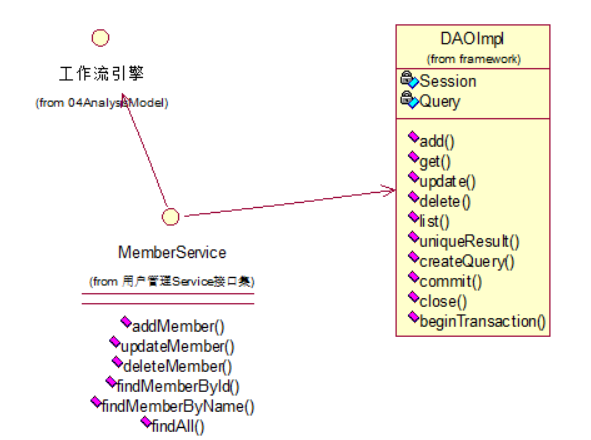 工作流引擎
(from 04AnalysisModel)
MemberService
(from 用户管理Service接口集)
addMember()
updateMember()
deleteMember()
findMemberById()
findMemberByName()
findAll()
DAOImpl
(from framework)
Session
Query
add()
get()
update()
delete()
list()
uniqueResult()
createQuery()
commit()
close()
beginTransaction()